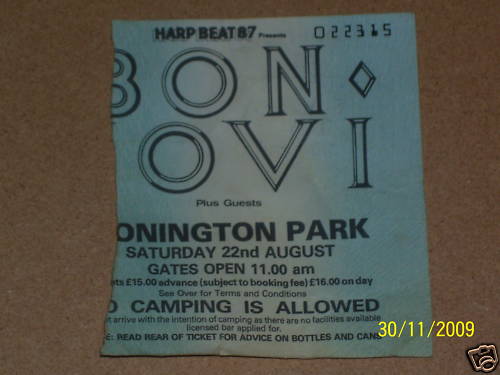 HARP BEAT 87 Presents 022315
BON
OVI
Plus Guests
ONINGTON PARK
SATURDAY 22nd AUGUST
GATES OPEN 11.00 am
ets £15.00 advance (subject to booking fee) £16.00 on day
See Over for Terms and Conditions
O CAMPING IS ALLOWED
t arrive with the intention of camping as there are no facilities available
licensed bar applied for.
E: READ REAR OF TICKET FOR ADVICE ON BOTTLES AND CANS
30/11/2009